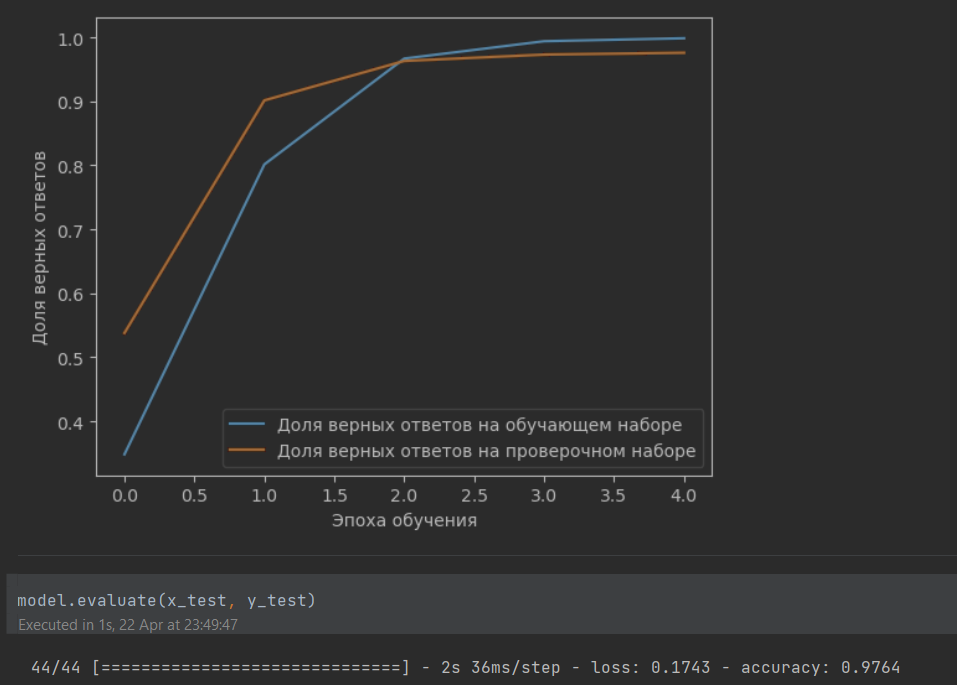 1.0
0.9
0.8
0.7
0.6
0.5
0.4
Доля верных ответов
Доля верных ответов на обучающем наборе
Доля верных ответов на проверочном наборе
0.0 0.5 1.0 1.5 2.0 2.5 3.0 3.5 4.0
Эпоха обучения
model.evaluate(x_test, y_test)
Executed in 1s, 22 Apr at 23:49:47
44/44 [==============================] - 2s 36ms/step - loss: 0.1743 - accuracy: 0.9764